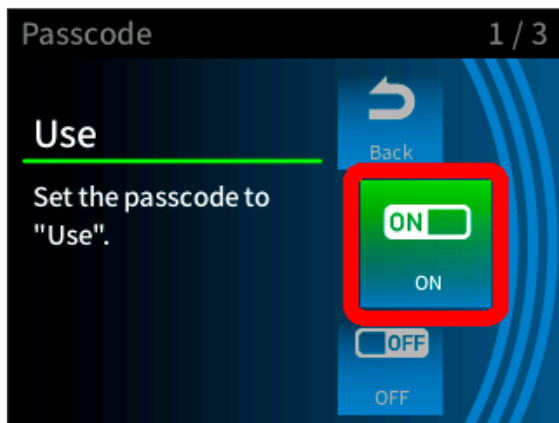 Passcode
1 / 3
Back
Use
Set the passcode to
"Use".
ON
ON
OFF
OFF